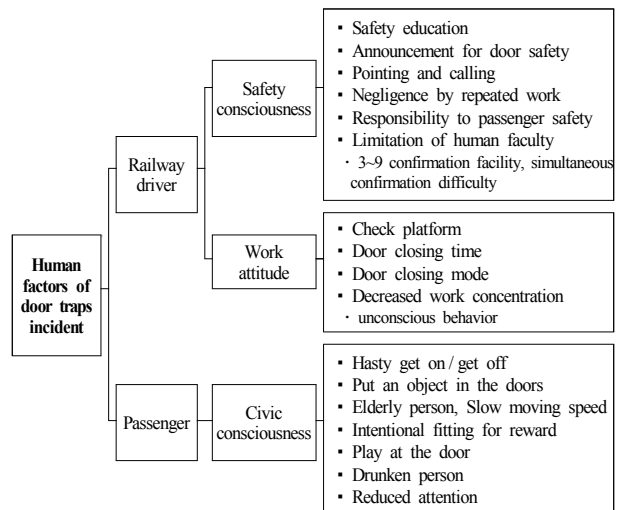 Human
factors of
door traps
incident
Railway
driver
Safety
consciousness
▪ Safety education
▪ Announcement for door safety
▪ Pointing and calling
▪ Negligence by repeated work
▪ Responsibility to passenger safety
▪ Limitation of human faculty
· 3~9 confirmation facility, simultaneous
confirmation difficulty
Work
attitude
▪ Check platform
▪ Door closing time
▪ Door closing mode
▪ Decreased work concentration
· unconscious behavior
Passenger
Civic
consciousness
▪ Hasty get on / get off
▪ Put an object in the doors
▪ Elderly person, Slow moving speed
▪ Intentional fitting for reward
▪ Play at the door
▪ Drunken person
▪ Reduced attention